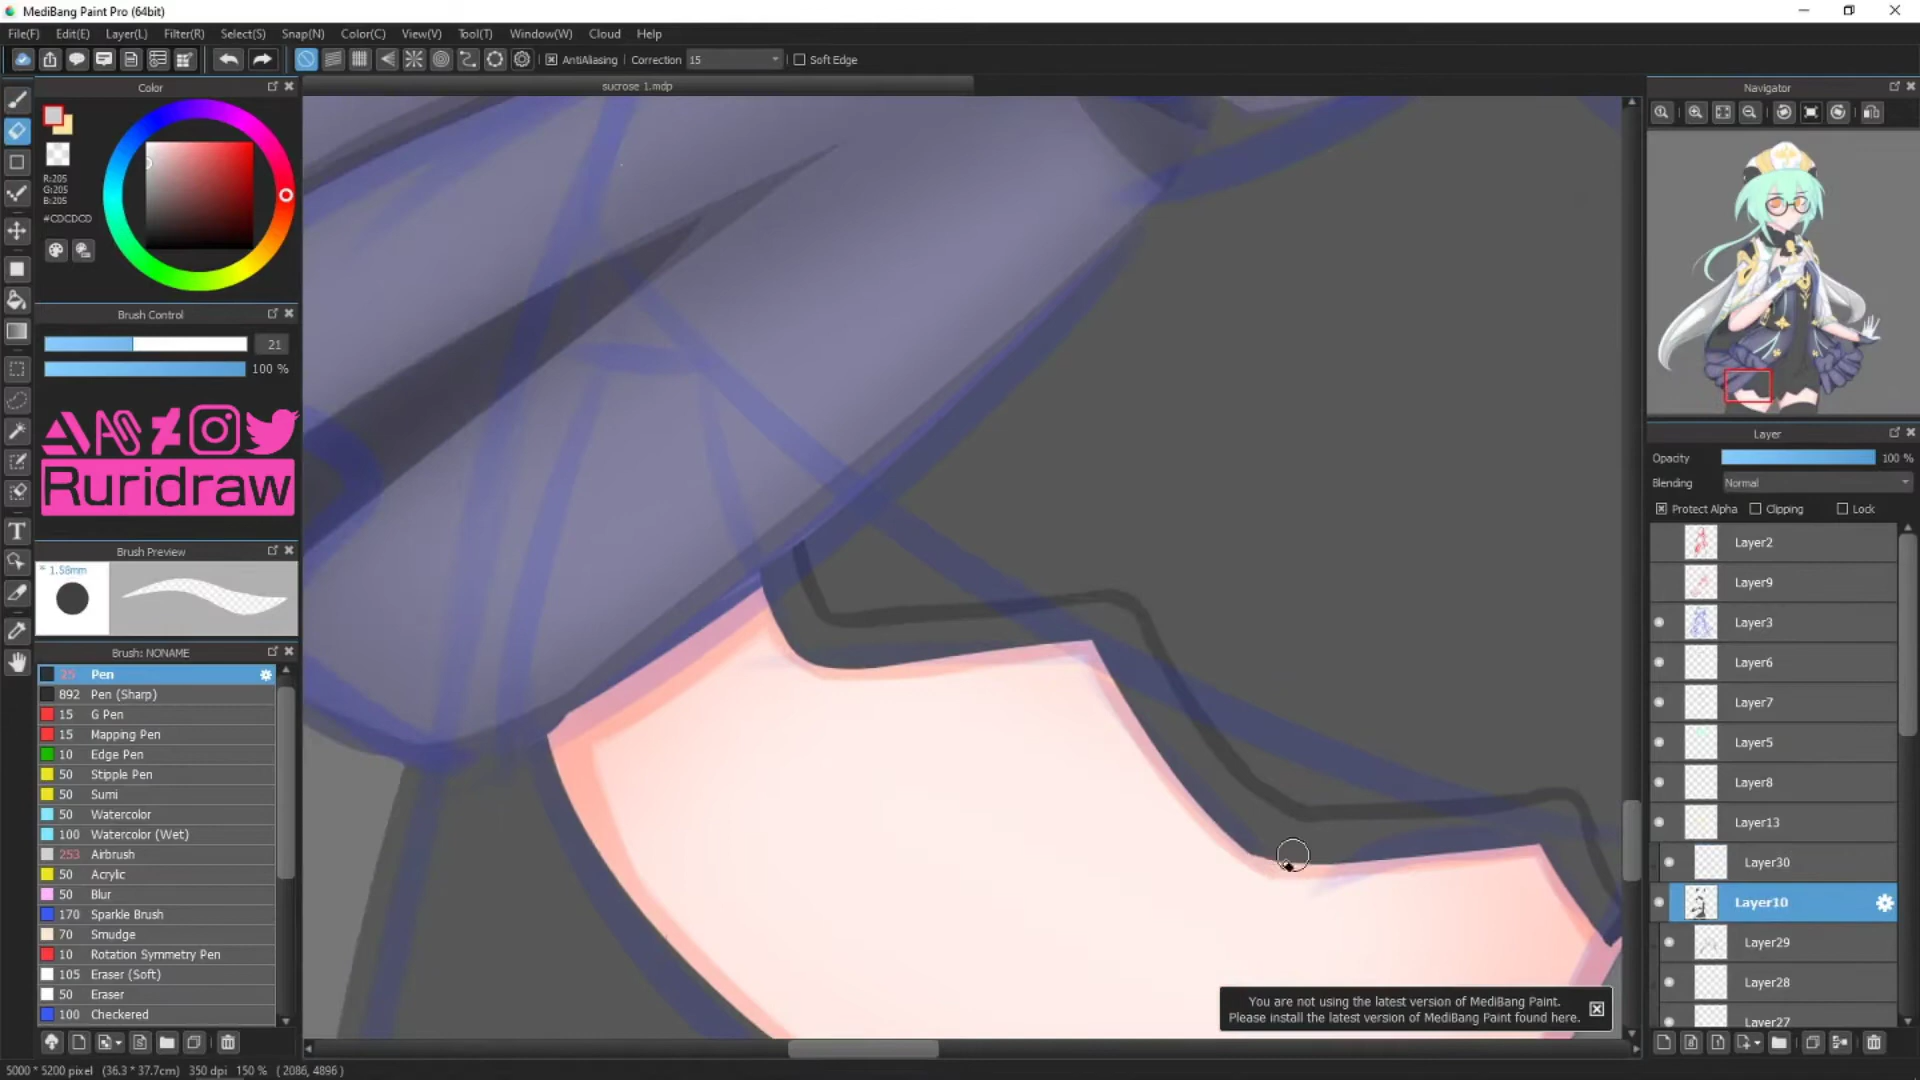 MediBang Paint Pro (64bit)
File(F) Edit(E) Layer(L) Filter(R) Select(S) Snap(N) Color(C) View(V) Tool(T) Window(W) Cloud Help
AntiAliasing Correction 15 Soft Edge
Color
sucrose 1.mdp
Navigator
R:205
G:205
B:205
#CDCDCD
Brush Control
21
100 %
Ruridraw
Brush Preview
* 1.58mm
Brush: NONAME
25 Pen
892 Pen (Sharp)
15 G Pen
15 Mapping Pen
10 Edge Pen
50 Stipple Pen
50 Sumi
50 Watercolor
100 Watercolor (Wet)
253 Airbrush
50 Acrylic
50 Blur
170 Sparkle Brush
70 Smudge
10 Rotation Symmetry Pen
105 Eraser (Soft)
50 Eraser
100 Checkered
Layer
Opacity 100 %
Blending Normal
Protect Alpha Clipping Lock
Layer2
Layer9
Layer3
Layer6
Layer7
Layer5
Layer8
Layer13
Layer30
Layer10
Layer29
Layer28
Layer27
You are not using the latest version of MediBang Paint.
Please install the latest version of MediBang Paint found here.
5000 * 5200 pixel (36.3 * 37.7cm) 350 dpi 150 % ( 2086, 4896 )